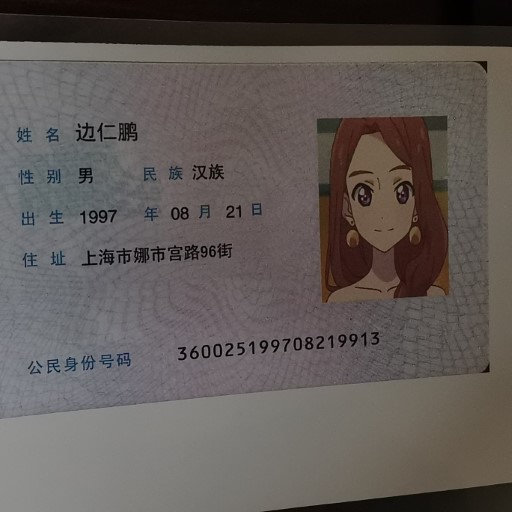 姓名 边仁鹏
性别 男 民族 汉族
出生 1997 年 08 月 21 日
住址 上海市娜市宫路96街
公民身份号码 360025199708219913